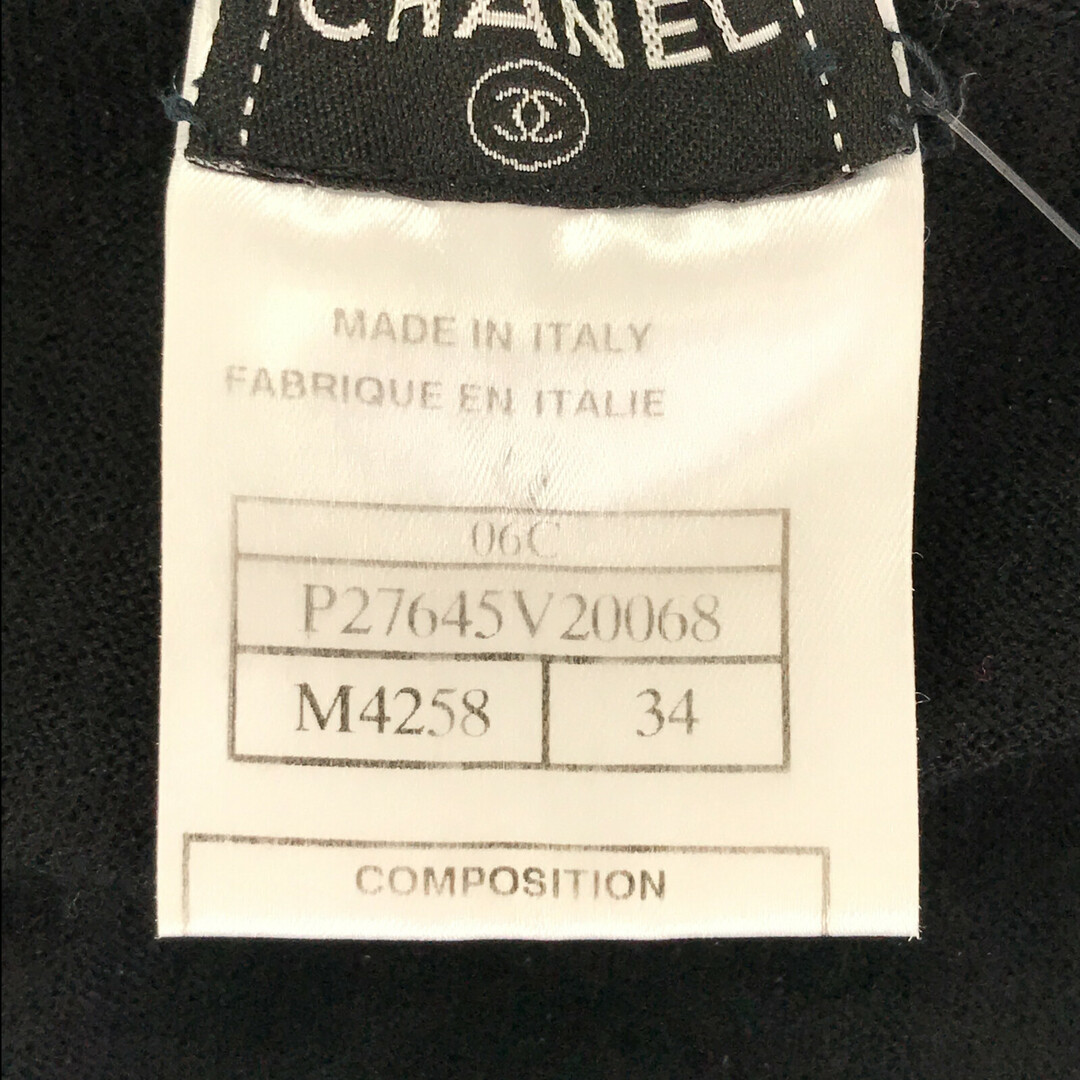 CHANEL
MADE IN ITALY
FABRIQUE EN ITALIE
06C
P27645V20068
M4258 34
COMPOSITION